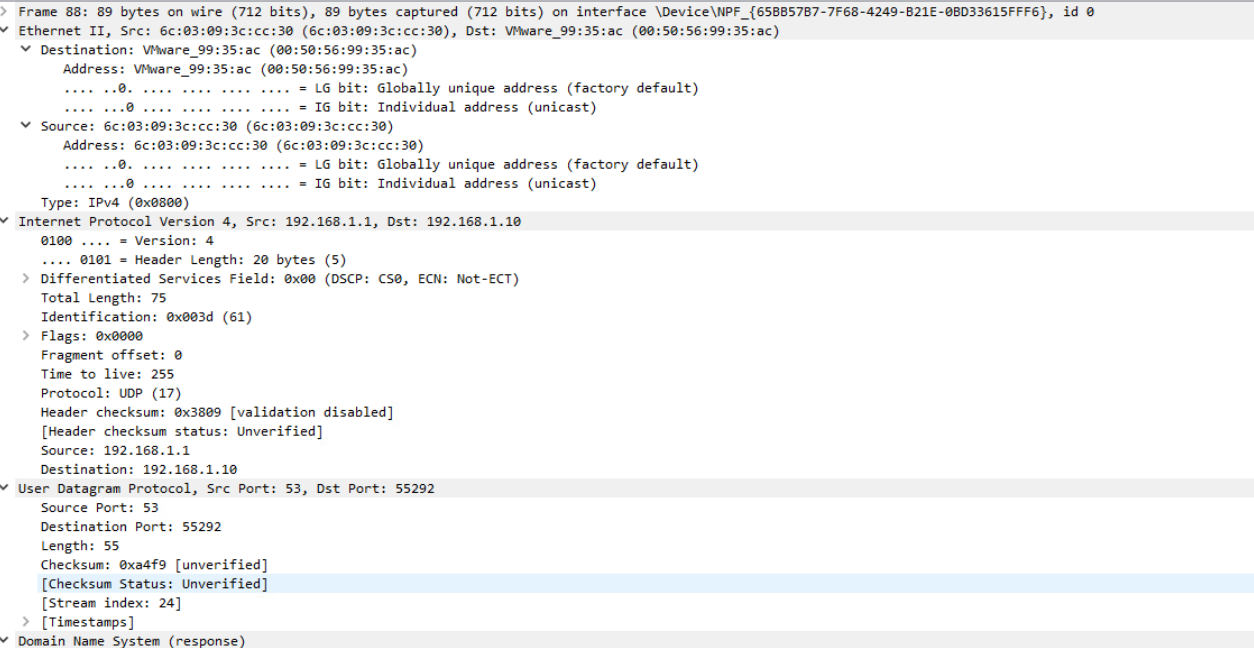 Frame 88: 89 bytes on wire (712 bits), 89 bytes captured (712 bits) on interface \Device\NPF_{65BB57B7-7F68-4249-B21E-0BD33615FFF6}, id 0
Ethernet II, Src: 6c:03:09:3c:cc:30 (6c:03:09:3c:cc:30), Dst: VMware_99:35:ac (00:50:56:99:35:ac)
Destination: VMware_99:35:ac (00:50:56:99:35:ac)
Address: VMware_99:35:ac (00:50:56:99:35:ac)
.... ..0. .... .... .... .... = LG bit: Globally unique address (factory default)
.... ...0 .... .... .... .... = IG bit: Individual address (unicast)
Source: 6c:03:09:3c:cc:30 (6c:03:09:3c:cc:30)
Address: 6c:03:09:3c:cc:30 (6c:03:09:3c:cc:30)
.... ..0. .... .... .... .... = LG bit: Globally unique address (factory default)
.... ...0 .... .... .... .... = IG bit: Individual address (unicast)
Type: IPv4 (0x0800)
Internet Protocol Version 4, Src: 192.168.1.1, Dst: 192.168.1.10
0100 .... = Version: 4
.... 0101 = Header Length: 20 bytes (5)
Differentiated Services Field: 0x00 (DSCP: CS0, ECN: Not-ECT)
Total Length: 75
Identification: 0x003d (61)
Flags: 0x0000
Fragment offset: 0
Time to live: 255
Protocol: UDP (17)
Header checksum: 0x3809 [validation disabled]
[Header checksum status: Unverified]
Source: 192.168.1.1
Destination: 192.168.1.10
User Datagram Protocol, Src Port: 53, Dst Port: 55292
Source Port: 53
Destination Port: 55292
Length: 55
Checksum: 0xa4f9 [unverified]
[Checksum Status: Unverified]
[Stream index: 24]
[Timestamps]
Domain Name System (response)